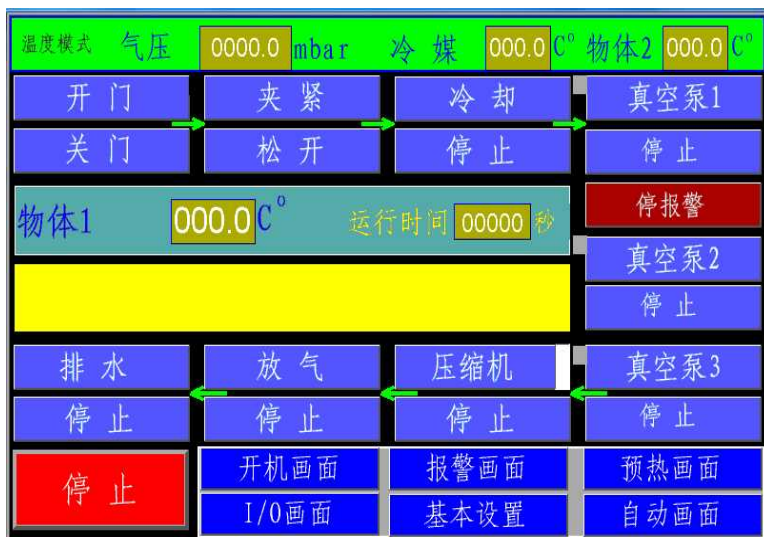 温度模式 气压 0000.0 mbar 冷 媒 000.0 C° 物体2 000.0 C°
开 门 夹 紧 冷 却 真空泵1
关 门 松 开 停 止 停 止
物体1 000.0 C° 运行时间 00000 秒 停报警
真空泵2
停 止
排 水 放 气 压缩机 真空泵3
停 止 停 止 停 止 停 止
停 止 开机画面 报警画面 预热画面
I/O画面 基本设置 自动画面